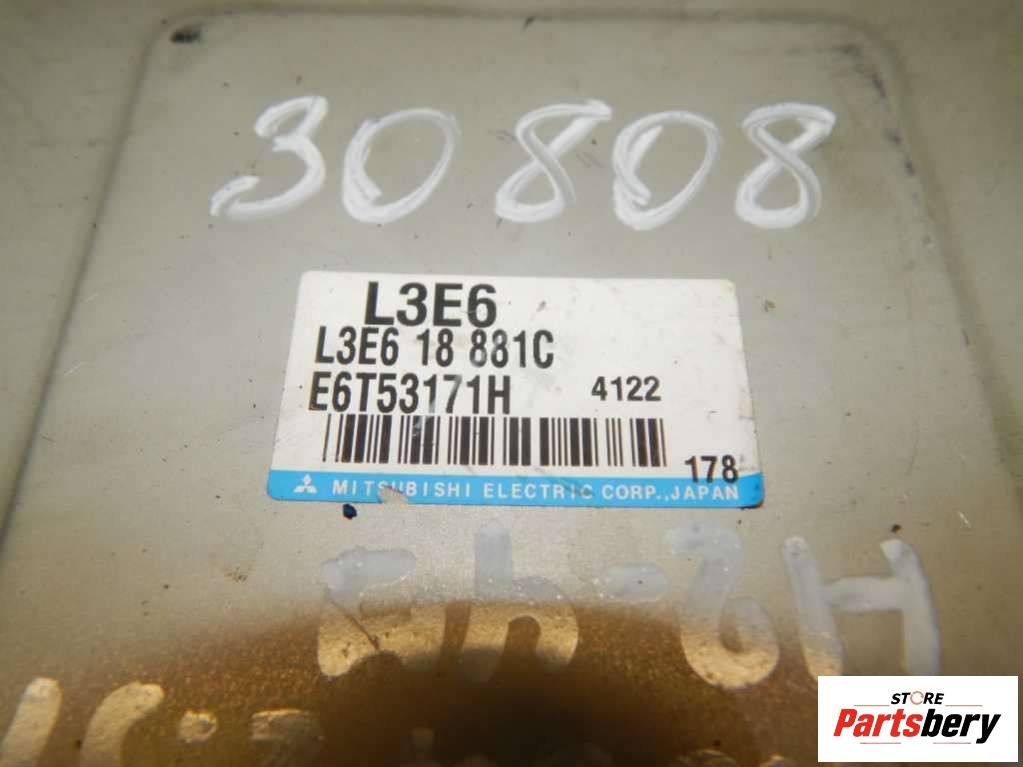 30808
L3E6
L3E6 18 881C
E6T53171H 4122
178
MITSUBISHI ELECTRIC CORP., JAPAN
STORE
Partsbery